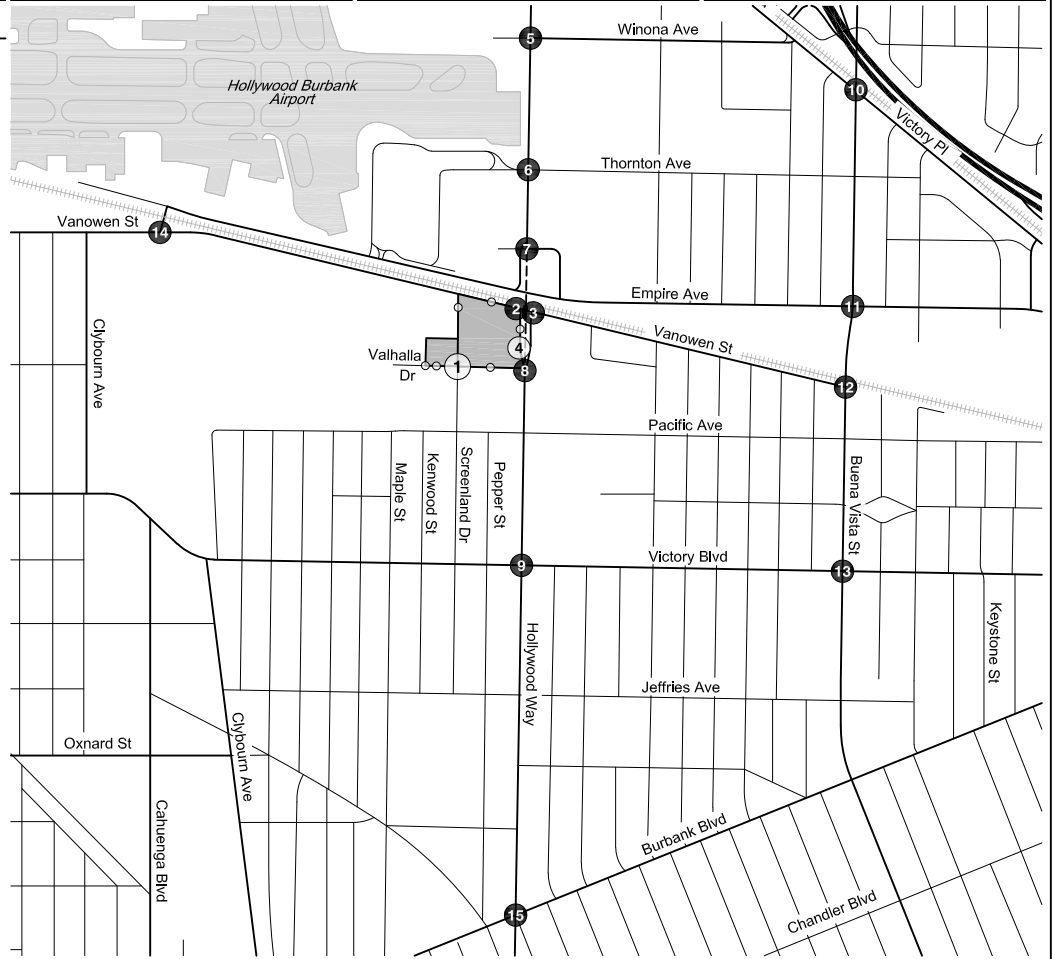 5
Winona Ave
Hollywood Burbank
Airport
10
Victory Pl
6
Thornton Ave
Vanowen St
14
7
Empire Ave
11
2
3
Vanowen St
4
Valhalla
Dr
1
8
12
Clybourn Ave
Pacific Ave
Maple St
Kenwood St
Screenland Dr
Pepper St
Buena Vista St
Victory Blvd
9
13
Keystone St
Hollywood Way
Jeffries Ave
Oxnard St
Clybourn Ave
Cahuenga Blvd
Burbank Blvd
Chandler Blvd
15